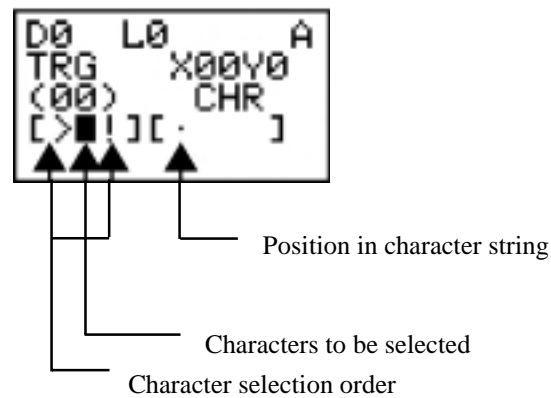 D0 L0 A
TRG X00Y0
(00) CHR
[>■!][· ]
Position in character string
Characters to be selected
Character selection order